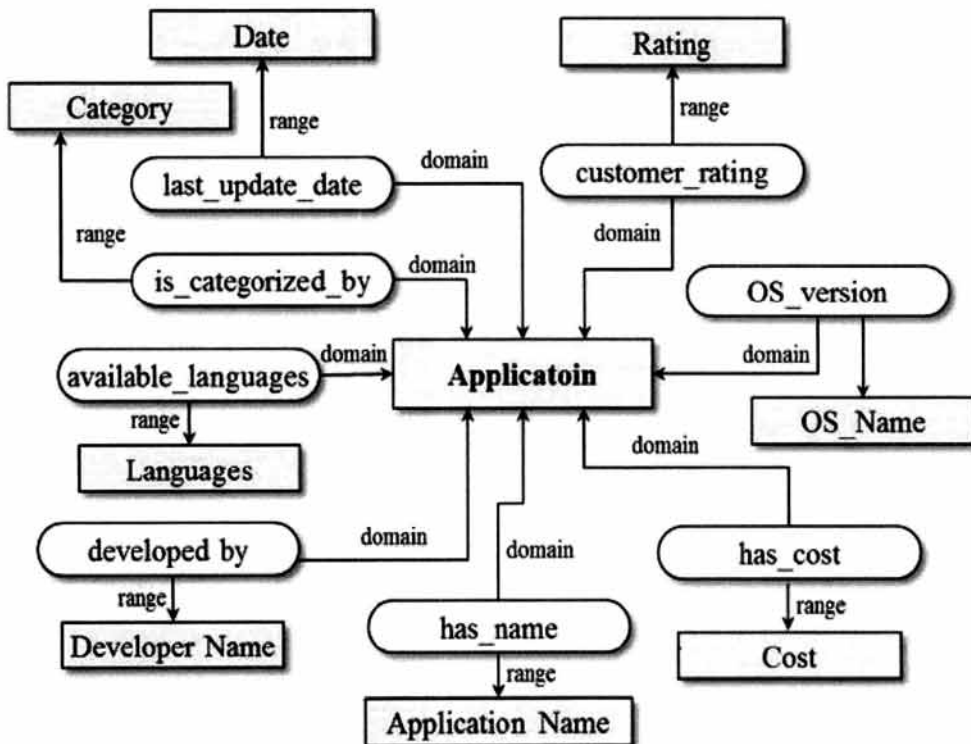 Date
Rating
Category
range
range
domain
last_update_date
customer_rating
range
domain
domain
is_categorized_by
OS_version
domain
available_languages
Applicatoin
domain
range
OS_Name
Languages
domain
developed by
domain
domain
has_cost
range
has_name
range
Developer Name
range
Cost
Application Name